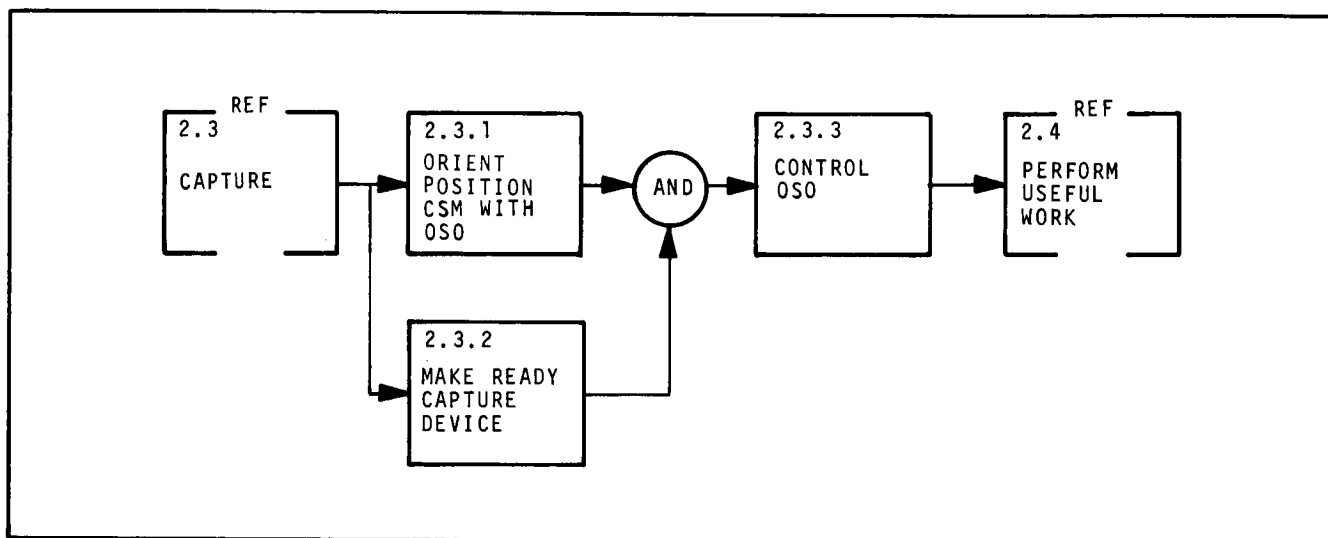 REF
2.3
CAPTURE
2.3.1
ORIENT
POSITION
CSM WITH
OSO
AND
2.3.3
CONTROL
OSO
REF
2.4
PERFORM
USEFUL
WORK
2.3.2
MAKE READY
CAPTURE
DEVICE